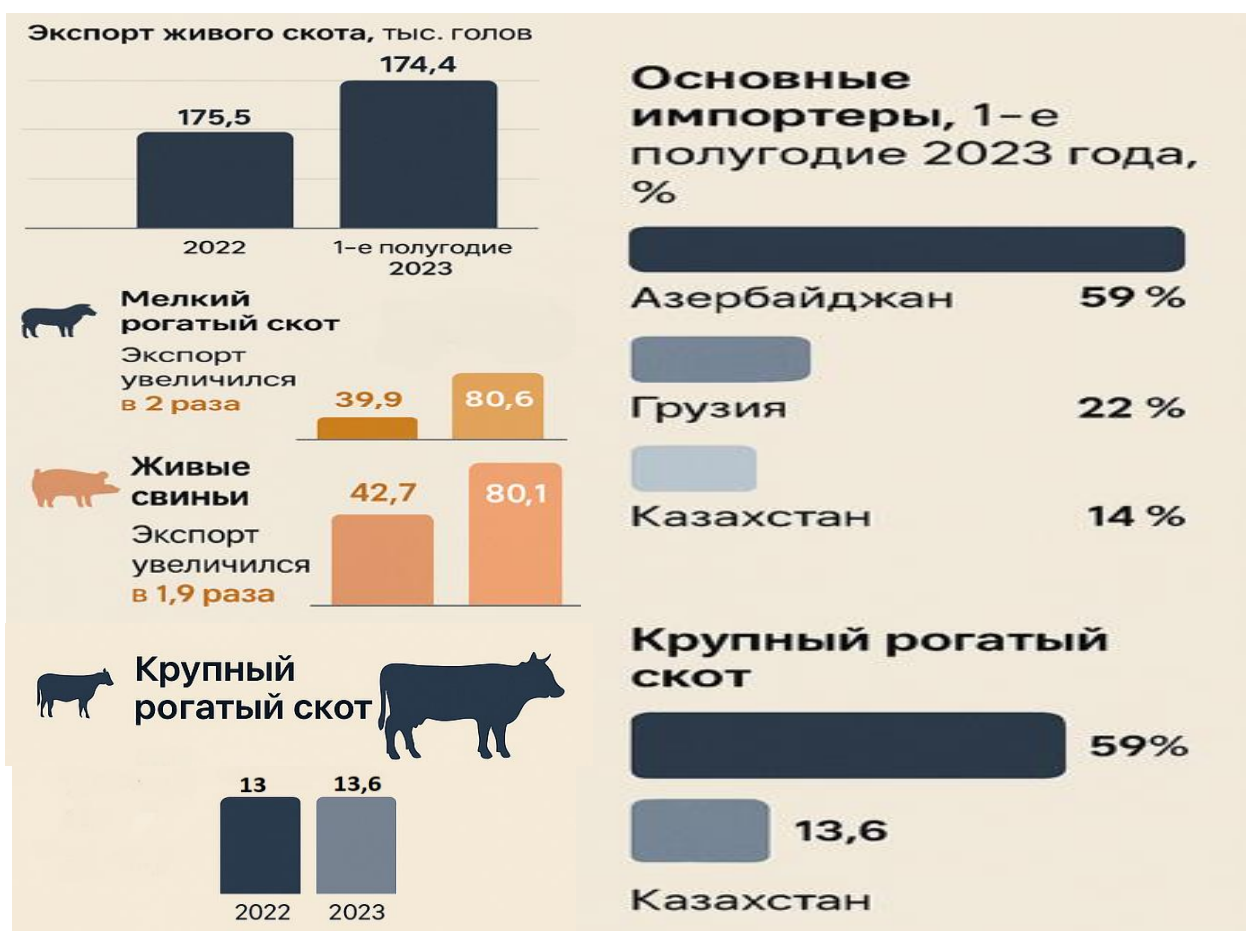 Экспорт живого скота, тыс. голов
174,4
175,5
2022
1-е полугодие
2023
Мелкий
рогатый скот
Экспорт
увеличился
в 2 раза
39,9
80,6
Живые
свиньи
Экспорт
увеличился
в 1,9 раза
42,7
80,1
Крупный
рогатый скот
13
13,6
2022
2023
Основные
импортеры, 1-е
полугодие 2023 года,
%
Азербайджан 59 %
Грузия 22 %
Казахстан 14 %
Крупный рогатый
скот
59%
13,6
Казахстан